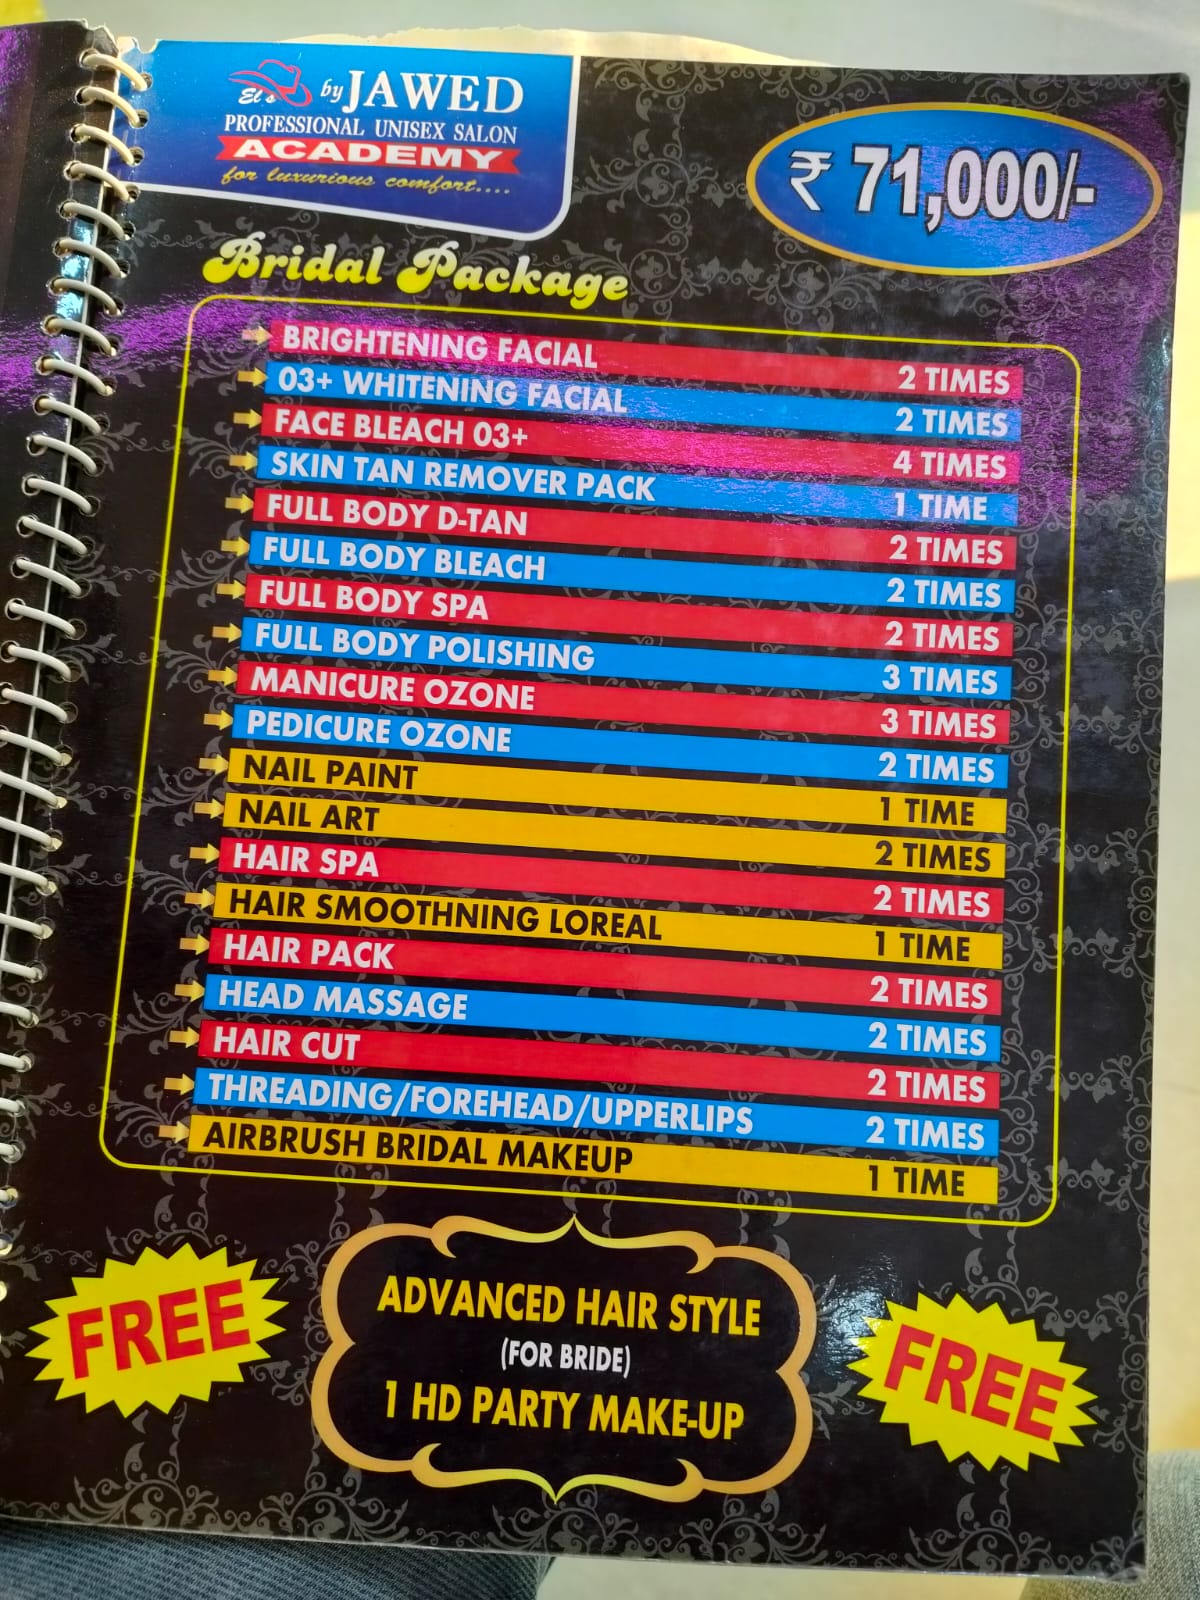 El's by JAWED
PROFESSIONAL UNISEX SALON
ACADEMY
for luxurious comfort....
₹ 71,000/-
Bridal Package
BRIGHTENING FACIAL 2 TIMES
03+ WHITENING FACIAL 2 TIMES
FACE BLEACH 03+ 4 TIMES
SKIN TAN REMOVER PACK 1 TIME
FULL BODY D-TAN 2 TIMES
FULL BODY BLEACH 2 TIMES
FULL BODY SPA 2 TIMES
FULL BODY POLISHING 3 TIMES
MANICURE OZONE 3 TIMES
PEDICURE OZONE 2 TIMES
NAIL PAINT 1 TIME
NAIL ART 2 TIMES
HAIR SPA 2 TIMES
HAIR SMOOTHNING LOREAL 1 TIME
HAIR PACK 2 TIMES
HEAD MASSAGE 2 TIMES
HAIR CUT 2 TIMES
THREADING/FOREHEAD/UPPERLIPS 2 TIMES
AIRBRUSH BRIDAL MAKEUP 1 TIME
FREE
ADVANCED HAIR STYLE
(FOR BRIDE)
1 HD PARTY MAKE-UP
FREE